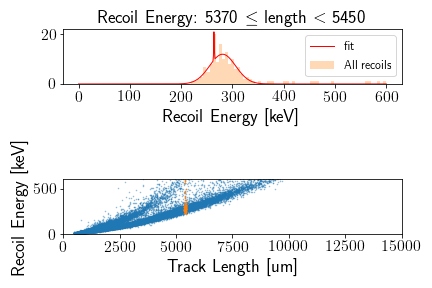 Recoil Energy: 5370 ≤ length < 5450
20
0
fit
All recoils
0 100 200 300 400 500 600
Recoil Energy [keV]
Recoil Energy [keV]
500
0
0 2500 5000 7500 10000 12500 15000
Track Length [um]